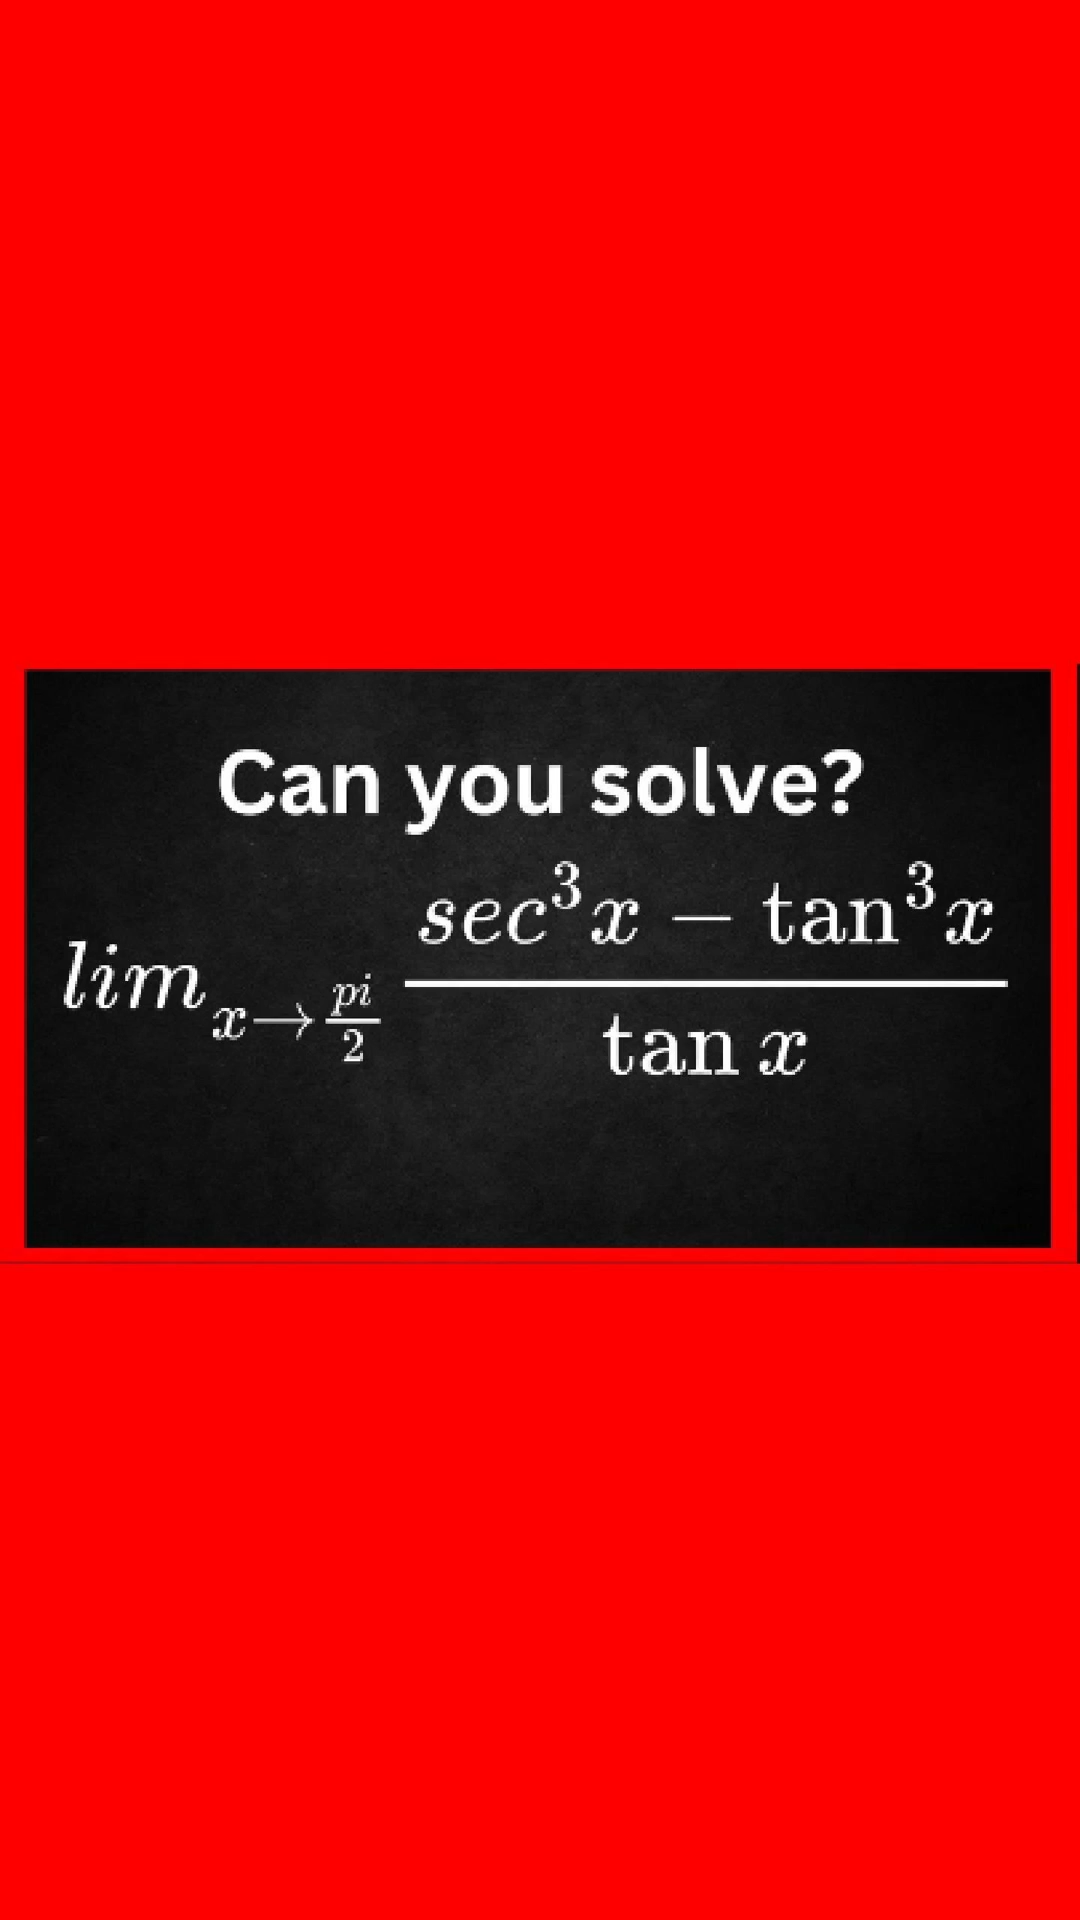 Can you solve?
lim x→pi/2 (sec³x − tan³x)/(tan x)